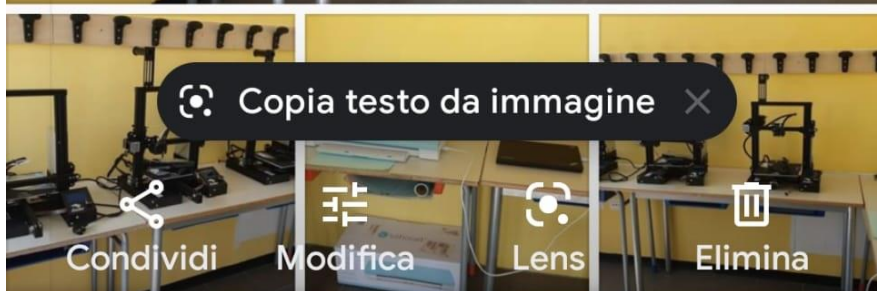 Copia testo da immagine
Condividi
Modifica
Lens
Elimina